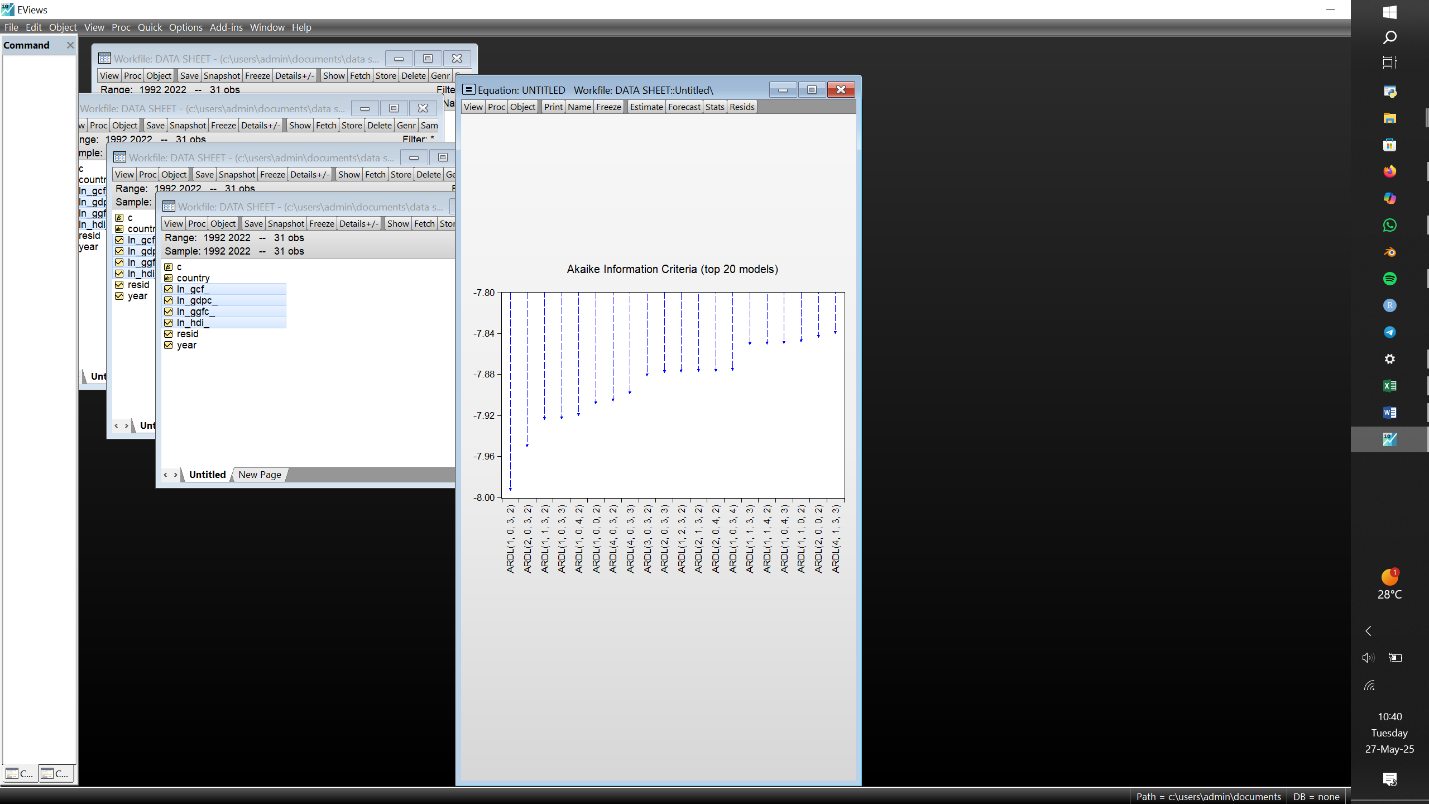 EViews
File Edit Object View Proc Quick Options Add-ins Window Help
Command
Workfile: DATA SHEET - (c:\users\admin\documents\data s...
View Proc Object Save Snapshot Freeze Details+/- Show Fetch Store Delete Genr
Range: 1992 2022 -- 31 obs
Workfile: DATA SHEET - (c:\users\admin\documents\data s...
Proc Object Save Snapshot Freeze Details+/- Show Fetch Store Delete Genr Sam
31 obs
Filter: *
c
resid
year
Workfile: DATA SHEET - (c:\users\admin\documents\data s...
View Proc Object Save Snapshot Freeze Details+/- Show Fetch Store Delete
Range: 1992 2022 -- 31 obs
Sample:
c
resid
year
Workfile: DATA SHEET - (c:\users\admin\documents\data s...
View Proc Object Save Snapshot Freeze Details+/- Show Fetch
Range: 1992 2022 -- 31 obs
Sample: 1992 2022 -- 31 obs
c
country
ln_gcf_
ln_gdpc_
ln_ggfc_
ln_hdi_
resid
year
Untitled New Page
Equation: UNTITLED Workfile: DATA SHEET::Untitled\
View Proc Object Print Name Freeze Estimate Forecast Stats Resids
Akaike Information Criteria (top 20 models)
-7.80
-7.84
-7.88
-7.92
-7.96
-8.00
ARDL(1, 0, 3, 2)
ARDL(2, 0, 3, 2)
ARDL(1, 1, 3, 2)
ARDL(1, 0, 3, 3)
ARDL(1, 0, 4, 2)
ARDL(1, 0, 0, 2)
ARDL(4, 0, 3, 2)
ARDL(4, 0, 3, 3)
ARDL(3, 0, 3, 2)
ARDL(2, 0, 3, 3)
ARDL(1, 2, 3, 2)
ARDL(2, 1, 3, 2)
ARDL(2, 0, 4, 2)
ARDL(1, 0, 3, 4)
ARDL(1, 1, 3, 3)
ARDL(1, 1, 4, 2)
ARDL(1, 0, 4, 3)
ARDL(1, 1, 0, 2)
ARDL(2, 0, 0, 2)
ARDL(4, 1, 3, 3)
C... C...
Path = c:\users\admin\documents DB = none
1
28°C
10:40
Tuesday
27-May-25